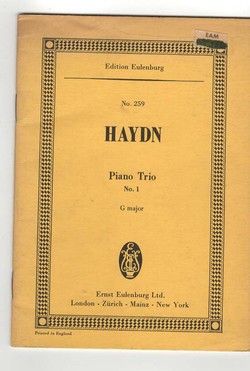 EAM
Edition Eulenburg
No. 259
HAYDN
Piano Trio
No. 1
G major
Ernst Eulenburg Ltd.
London - Zürich - Mainz - New York
Printed in England